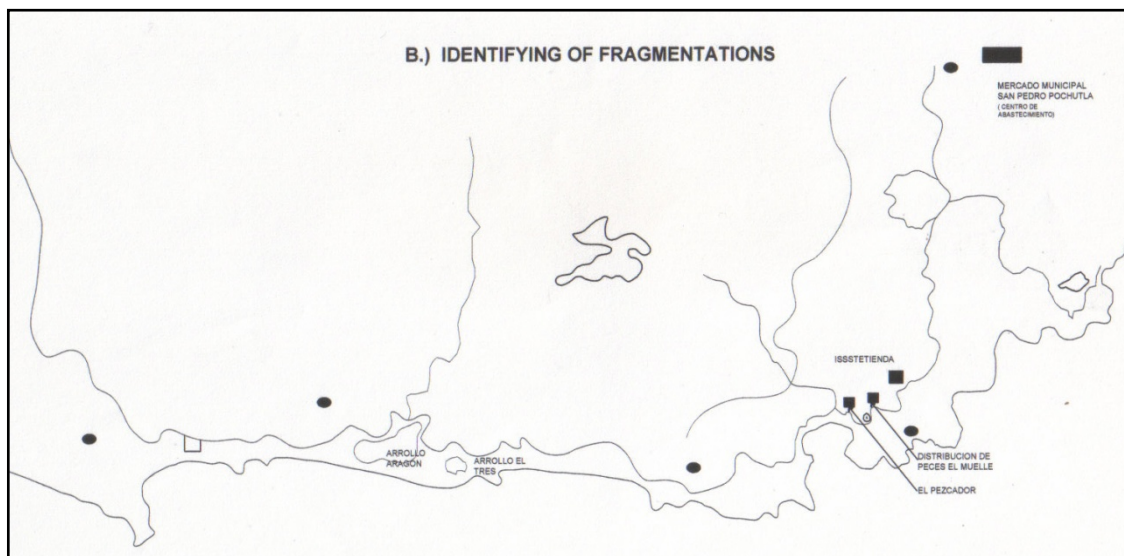 B.) IDENTIFYING OF FRAGMENTATIONS
MERCADO MUNICIPAL
SAN PEDRO POCHUTLA
( CENTRO DE
ABASTECIMIENTO)
ISSSTETIENDA
ARROLLO
ARAGÓN
ARROLLO EL
TRES
DISTRIBUCION DE
PECES EL MUELLE
EL PEZCADOR